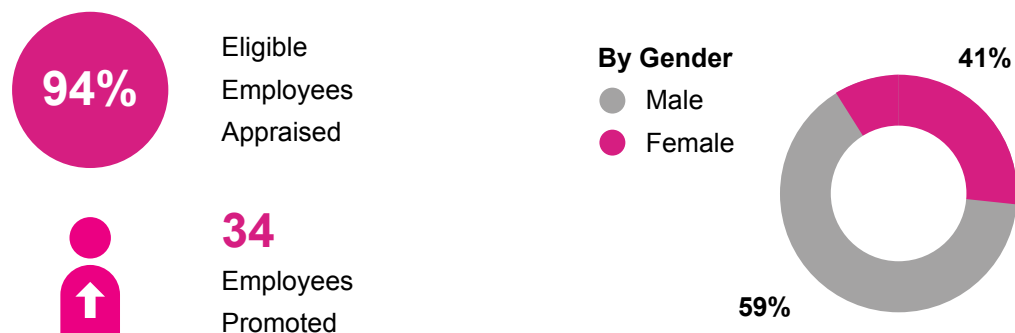 94%
Eligible
Employees
Appraised
34
Employees
Promoted
By Gender
Male
Female
41%
59%